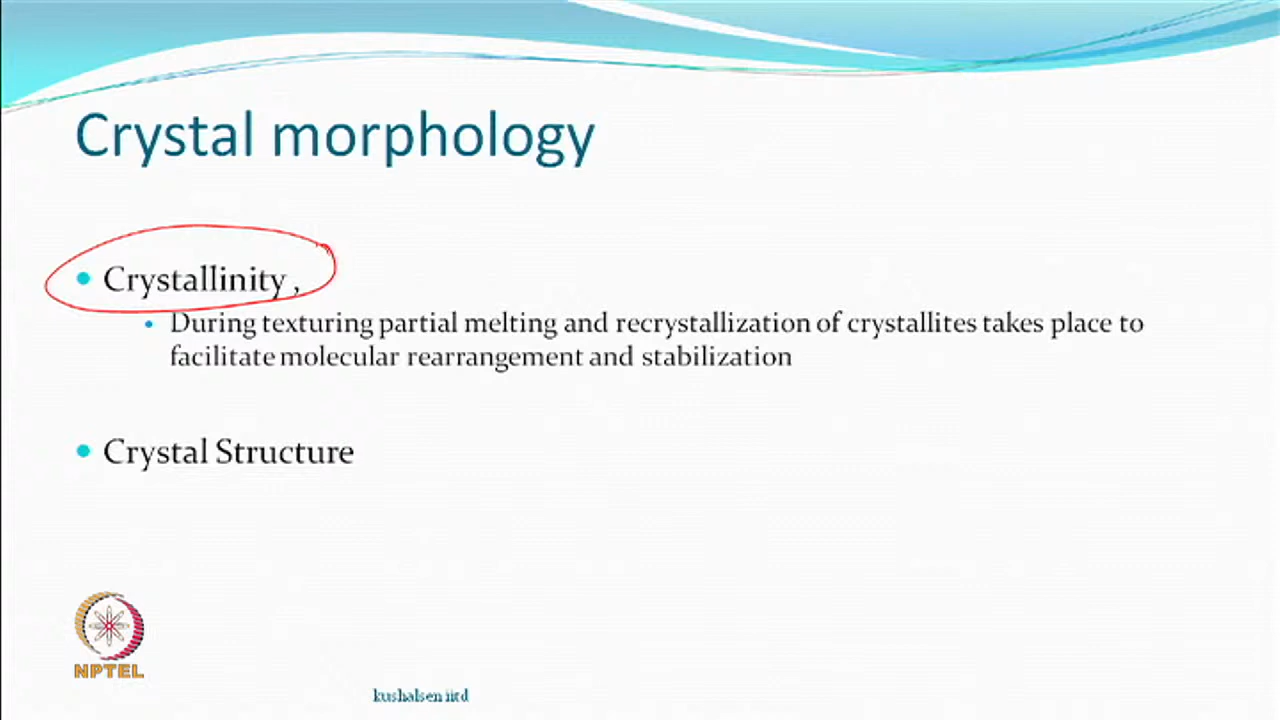 Crystal morphology
Crystallinity ,
During texturing partial melting and recrystallization of crystallites takes place to
facilitate molecular rearrangement and stabilization
Crystal Structure
NPTEL
kushalsen iitd